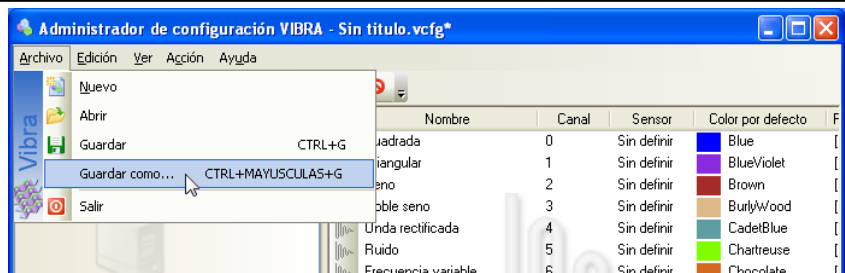 Administrador de configuración VIBRA - Sin titulo.vcfg*
Archivo Edición Ver Acción Ayuda
Nuevo
Abrir
Guardar CTRL+G
Guardar como... CTRL+MAYUSCULAS+G
Salir
Vibra
Nombre Canal Sensor Color por defecto F
uadrada 0 Sin definir Blue [
iangular 1 Sin definir BlueViolet [
eno 2 Sin definir Brown [
oble seno 3 Sin definir BurlyWood [
Unda rectificada 4 Sin definir CadetBlue [
Ruido 5 Sin definir Chartreuse [
Frecuencia variable 6 Sin definir Chocolate [